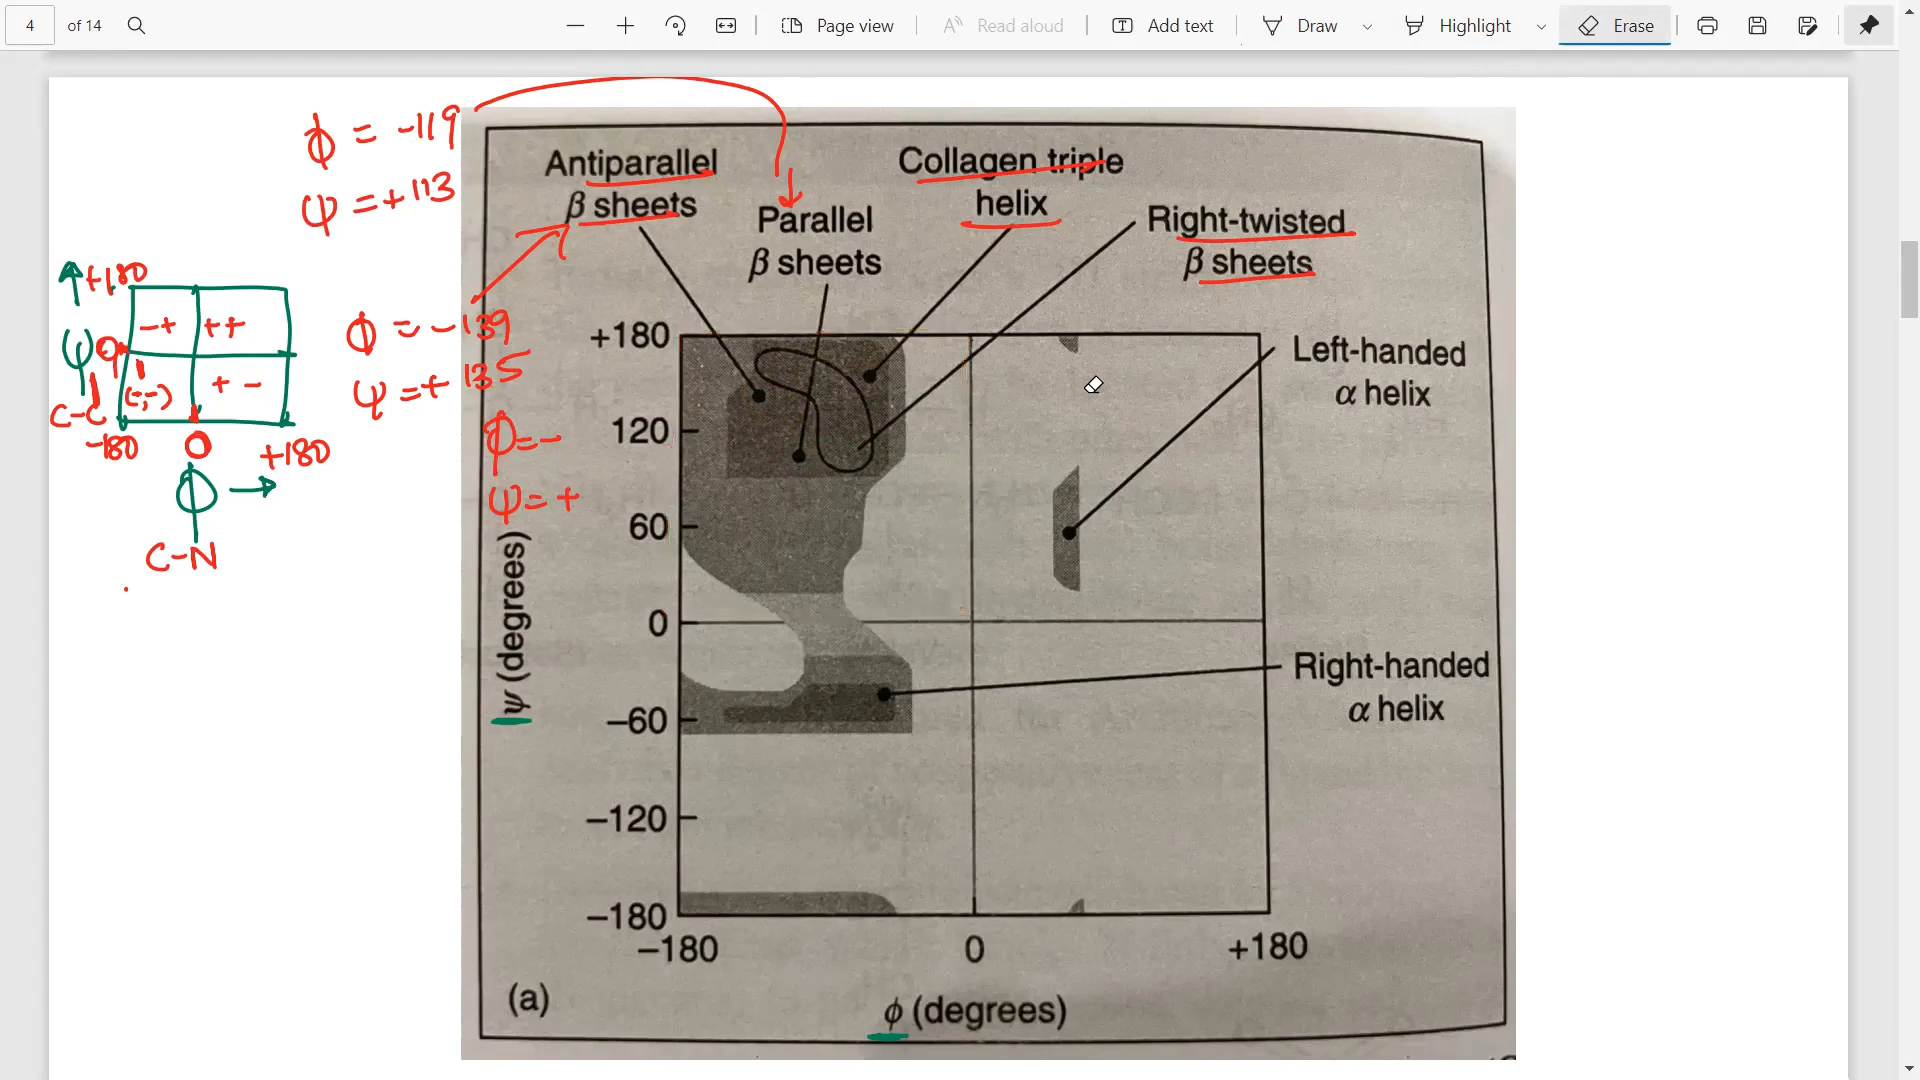 4 of 14
Page view
Read aloud
Add text
Draw
Highlight
Erase
ϕ = -119
ψ = +113
Antiparallel
β sheets
Parallel
β sheets
Collagen triple
helix
Right-twisted
β sheets
ϕ = -139
ψ = +135
ϕ = -
ψ = +
+180
-+ ++
ψ 0
(-,-) + -
C-C
-180 0 +180
ϕ
C-N
Left-handed
α helix
Right-handed
α helix
+180
120
60
0
–60
–120
–180
ψ (degrees)
–180 0 +180
(a)
ϕ (degrees)